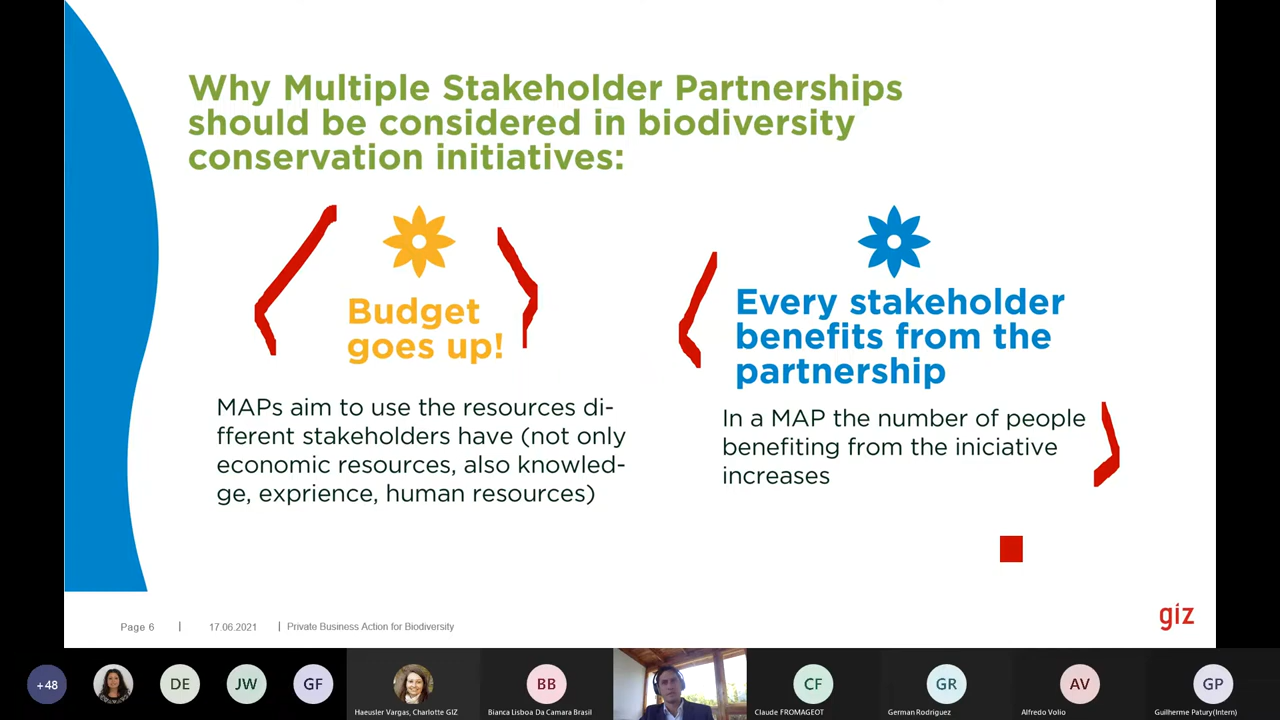 Why Multiple Stakeholder Partnerships
should be considered in biodiversity
conservation initiatives:
Budget
goes up!
MAPs aim to use the resources di-
fferent stakeholders have (not only
economic resources, also knowled-
ge, exprience, human resources)
Every stakeholder
benefits from the
partnership
In a MAP the number of people
benefiting from the iniciative
increases
Page 6 | 17.06.2021 | Private Business Action for Biodiversity
giz
+48 DE JW GF BB CF GR AV GP
Haeusler Vargas, Charlotte GIZ Bianca Lisboa Da Camara Brasil Claude FROMAGEOT German Rodriguez Alfredo Volio Guilherme Patury(Intern)